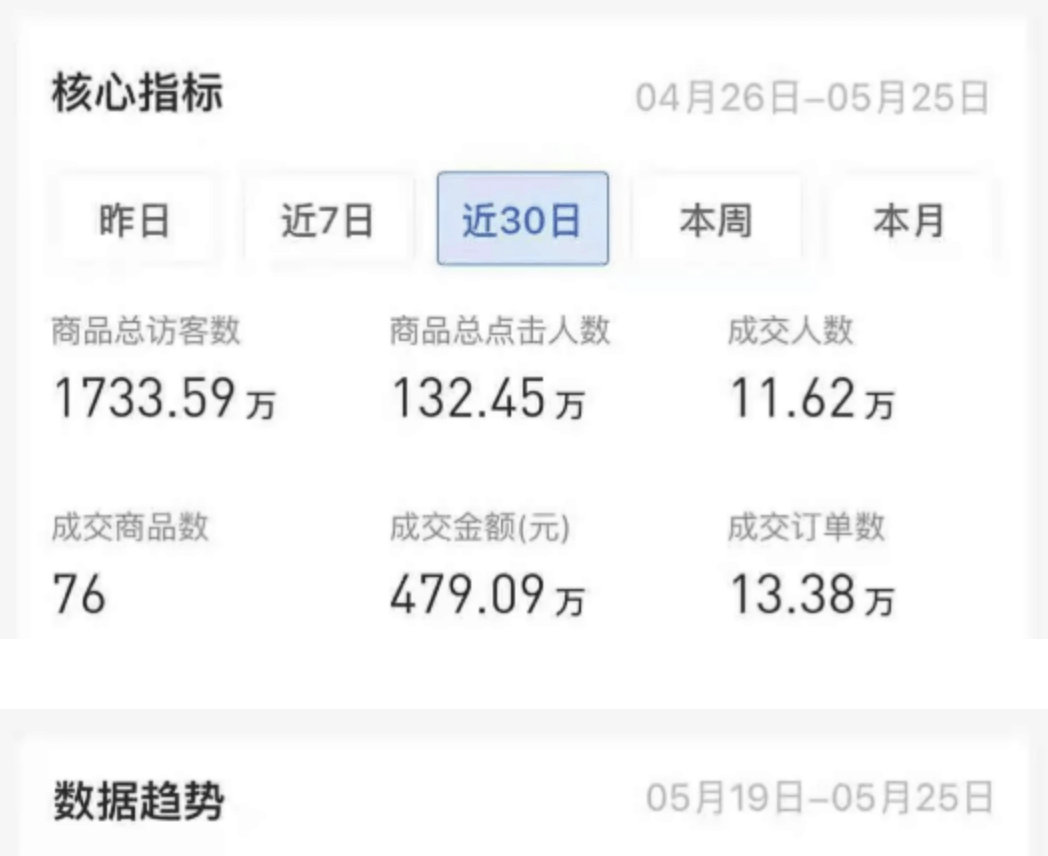 核心指标 04月26日-05月25日
昨日 近7日 近30日 本周 本月
商品总访客数 商品总点击人数 成交人数
1733.59万 132.45万 11.62万
成交商品数 成交金额(元) 成交订单数
76 479.09万 13.38万
数据趋势 05月19日-05月25日